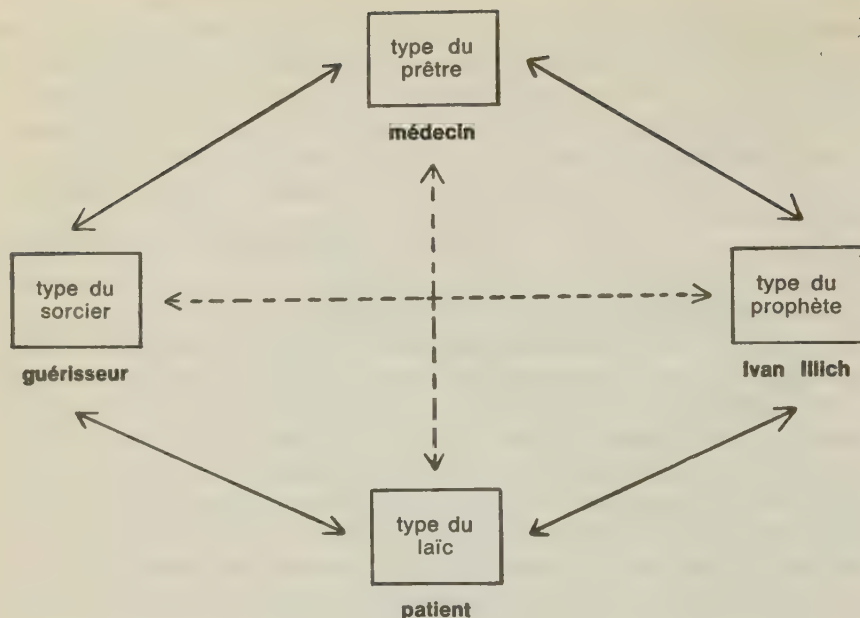 type du
prêtre
médecin
type du
sorcier
guérisseur
type du
prophète
Ivan Illich
type du
laïc
patient